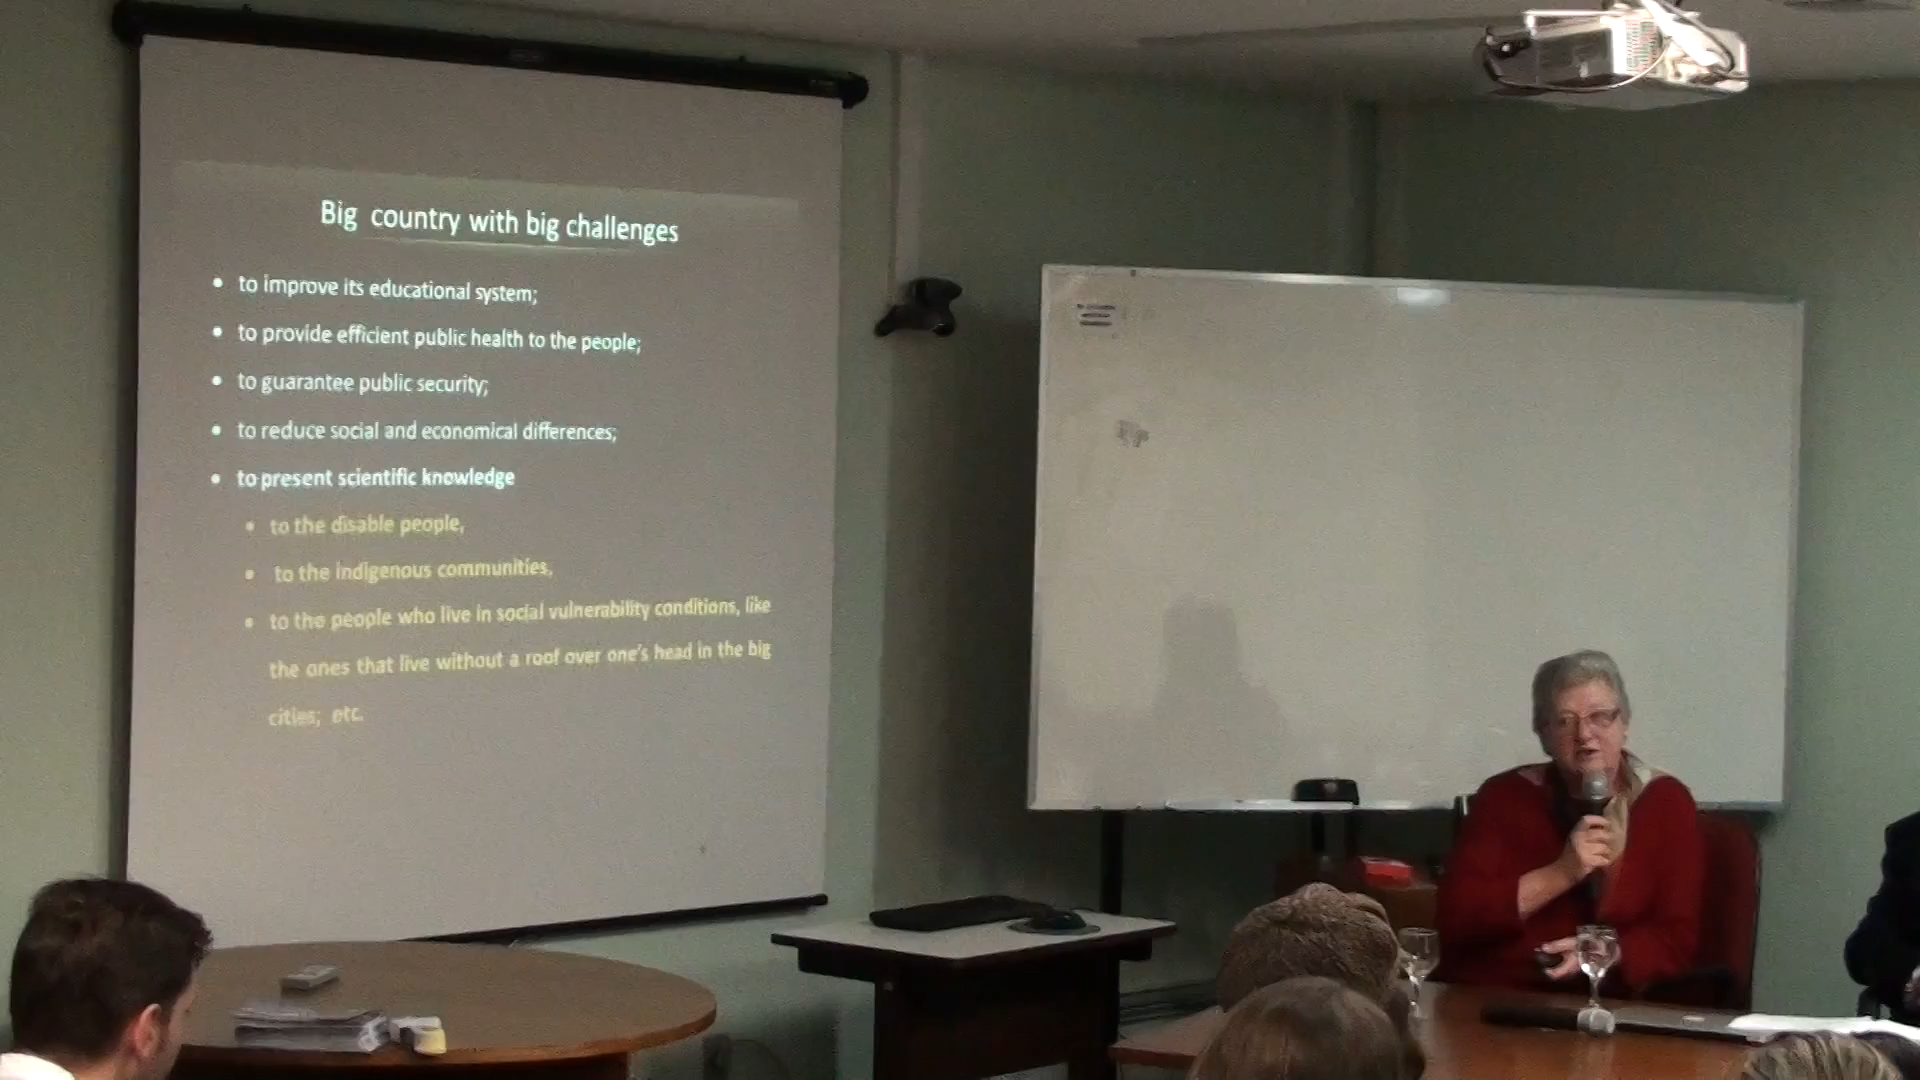 Big country with big challenges
• to improve its educational system;
• to provide efficient public health to the people;
• to guarantee public security;
• to reduce social and economical differences;
• to present scientific knowledge
• to the disable people,
• to the indigenous communities,
• to the people who live in social vulnerability conditions, like
the ones that live without a roof over one's head in the big
cities; etc.